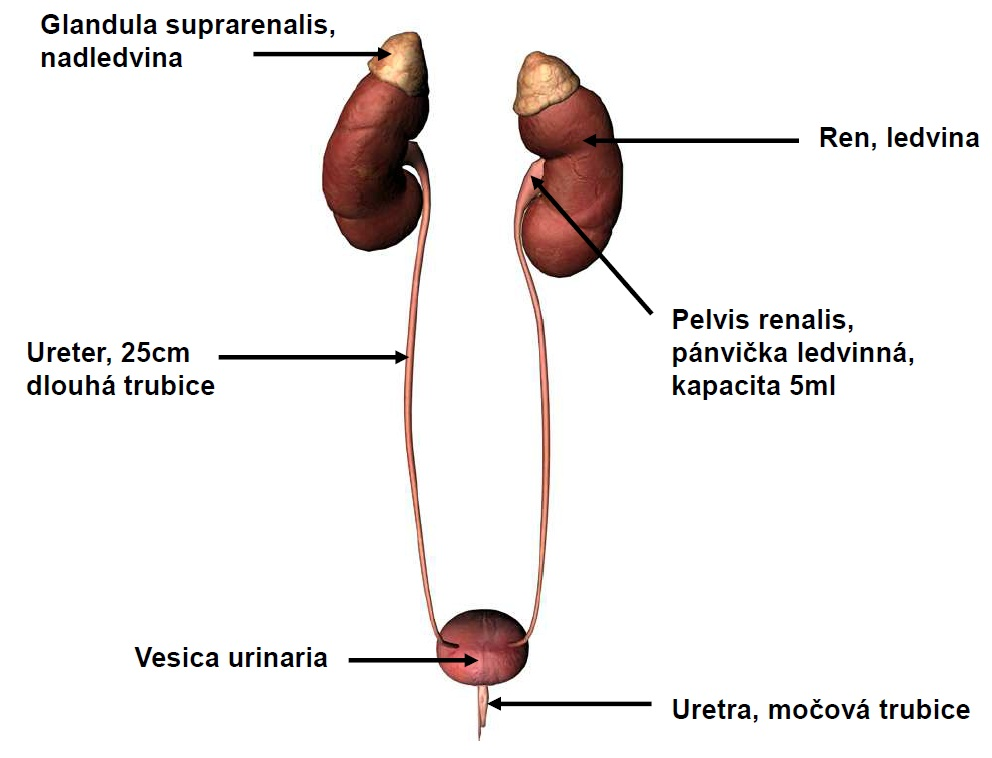 Glandula suprarenalis,
nadledvina
Ren, ledvina
Pelvis renalis,
pánvička ledvinná,
kapacita 5ml
Ureter, 25cm
dlouhá trubice
Vesica urinaria
Uretra, močová trubice